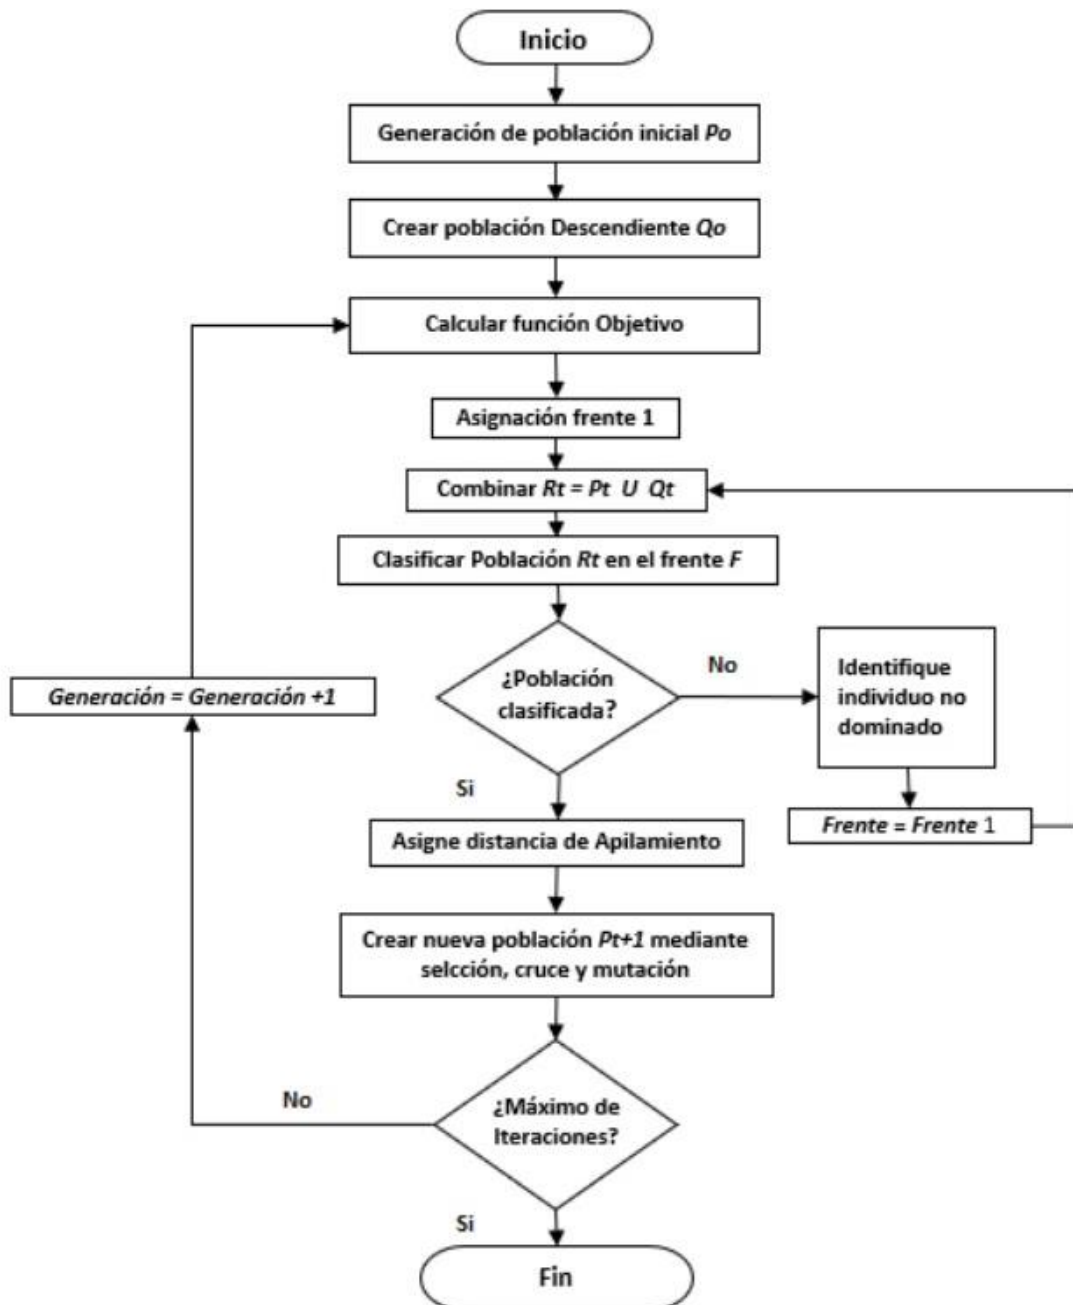 Inicio
Generación de población inicial Po
Crear población Descendiente Qo
Calcular función Objetivo
Asignación frente 1
Combinar Rt = Pt U Qt
Clasificar Población Rt en el frente F
¿Población
clasificada?
No
Identifique
individuo no
dominado
Frente = Frente 1
Generación = Generación +1
Si
Asigne distancia de Apilamiento
Crear nueva población Pt+1 mediante
selcción, cruce y mutación
¿Máximo de
Iteraciones?
No
Si
Fin